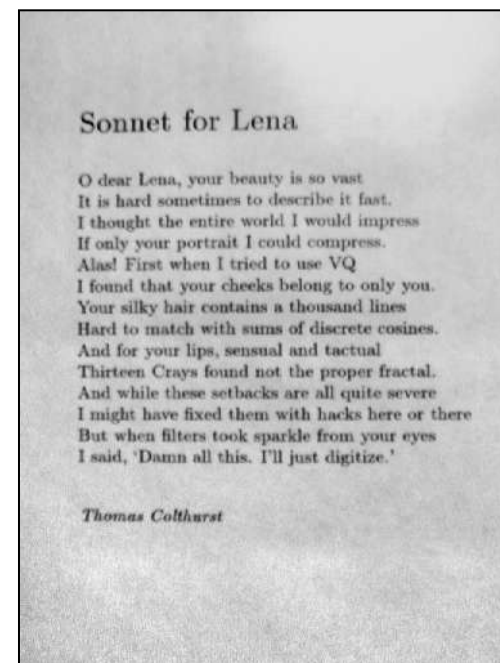 Sonnet for Lena
O dear Lena, your beauty is so vast
It is hard sometimes to describe it fast.
I thought the entire world I would impress
If only your portrait I could compress.
Alas! First when I tried to use VQ
I found that your cheeks belong to only you.
Your silky hair contains a thousand lines
Hard to match with sums of discrete cosines.
And for your lips, sensual and tactual
Thirteen Crays found not the proper fractal.
And while these setbacks are all quite severe
I might have fixed them with hacks here or there
But when filters took sparkle from your eyes
I said, ‘Damn all this. I'll just digitize.’
Thomas Colthurst